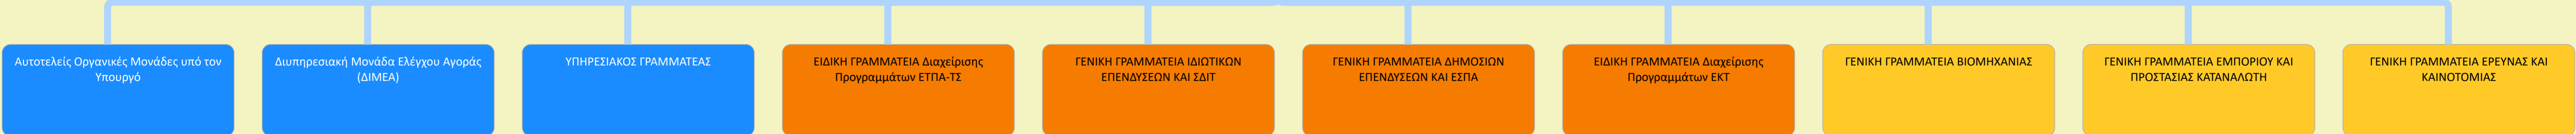 Αυτοτελείς Οργανικές Μονάδες υπό τον
Υπουργό
Διυπηρεσιακή Μονάδα Ελέγχου Αγοράς
(ΔΙΜΕΑ)
ΥΠΗΡΕΣΙΑΚΟΣ ΓΡΑΜΜΑΤΕΑΣ
ΕΙΔΙΚΗ ΓΡΑΜΜΑΤΕΙΑ Διαχείρισης
Προγραμμάτων ΕΤΠΑ-ΤΣ
ΓΕΝΙΚΗ ΓΡΑΜΜΑΤΕΙΑ ΙΔΙΩΤΙΚΩΝ
ΕΠΕΝΔΥΣΕΩΝ ΚΑΙ ΣΔΙΤ
ΓΕΝΙΚΗ ΓΡΑΜΜΑΤΕΙΑ ΔΗΜΟΣΙΩΝ
ΕΠΕΝΔΥΣΕΩΝ ΚΑΙ ΕΣΠΑ
ΕΙΔΙΚΗ ΓΡΑΜΜΑΤΕΙΑ Διαχείρισης
Προγραμμάτων ΕΚΤ
ΓΕΝΙΚΗ ΓΡΑΜΜΑΤΕΙΑ ΒΙΟΜΗΧΑΝΙΑΣ
ΓΕΝΙΚΗ ΓΡΑΜΜΑΤΕΙΑ ΕΜΠΟΡΙΟΥ ΚΑΙ
ΠΡΟΣΤΑΣΙΑΣ ΚΑΤΑΝΑΛΩΤΗ
ΓΕΝΙΚΗ ΓΡΑΜΜΑΤΕΙΑ ΕΡΕΥΝΑΣ ΚΑΙ
ΚΑΙΝΟΤΟΜΙΑΣ